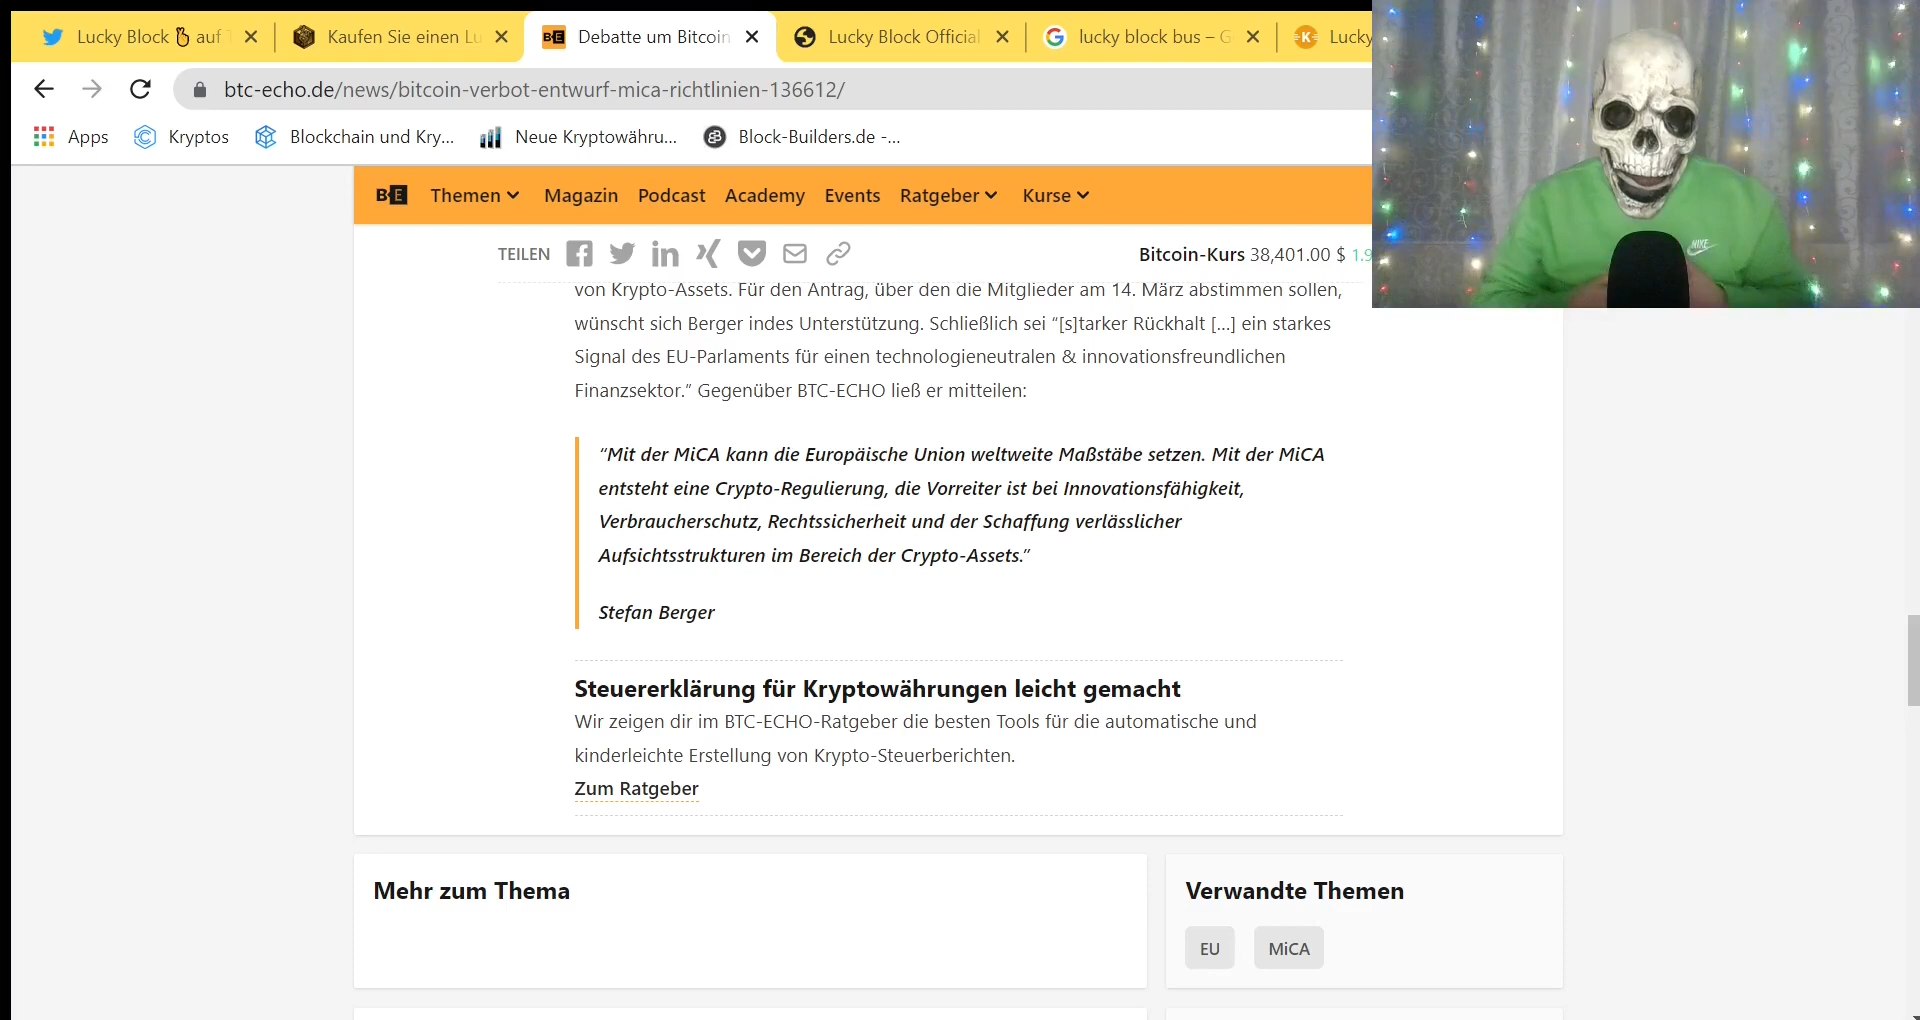 Lucky Block auf
Kaufen Sie einen Lu
Debatte um Bitcoin
Lucky Block Official
lucky block bus – G
Lucky
btc-echo.de/news/bitcoin-verbot-entwurf-mica-richtlinien-136612/
Apps
Kryptos
Blockchain und Kry...
Neue Kryptowähru...
Block-Builders.de -...
B E Themen Magazin Podcast Academy Events Ratgeber Kurse
TEILEN
Bitcoin-Kurs 38,401.00 $ 1.9
von Krypto-Assets. Für den Antrag, über den die Mitglieder am 14. März abstimmen sollen,
wünscht sich Berger indes Unterstützung. Schließlich sei “[s]tarker Rückhalt [...] ein starkes
Signal des EU-Parlaments für einen technologieneutralen & innovationsfreundlichen
Finanzsektor.” Gegenüber BTC-ECHO ließ er mitteilen:
“Mit der MiCA kann die Europäische Union weltweite Maßstäbe setzen. Mit der MiCA
entsteht eine Crypto-Regulierung, die Vorreiter ist bei Innovationsfähigkeit,
Verbraucherschutz, Rechtssicherheit und der Schaffung verlässlicher
Aufsichtsstrukturen im Bereich der Crypto-Assets.”
Stefan Berger
Steuererklärung für Kryptowährungen leicht gemacht
Wir zeigen dir im BTC-ECHO-Ratgeber die besten Tools für die automatische und
kinderleichte Erstellung von Krypto-Steuerberichten.
Zum Ratgeber
Mehr zum Thema
Verwandte Themen
EU
MiCA
NIKE